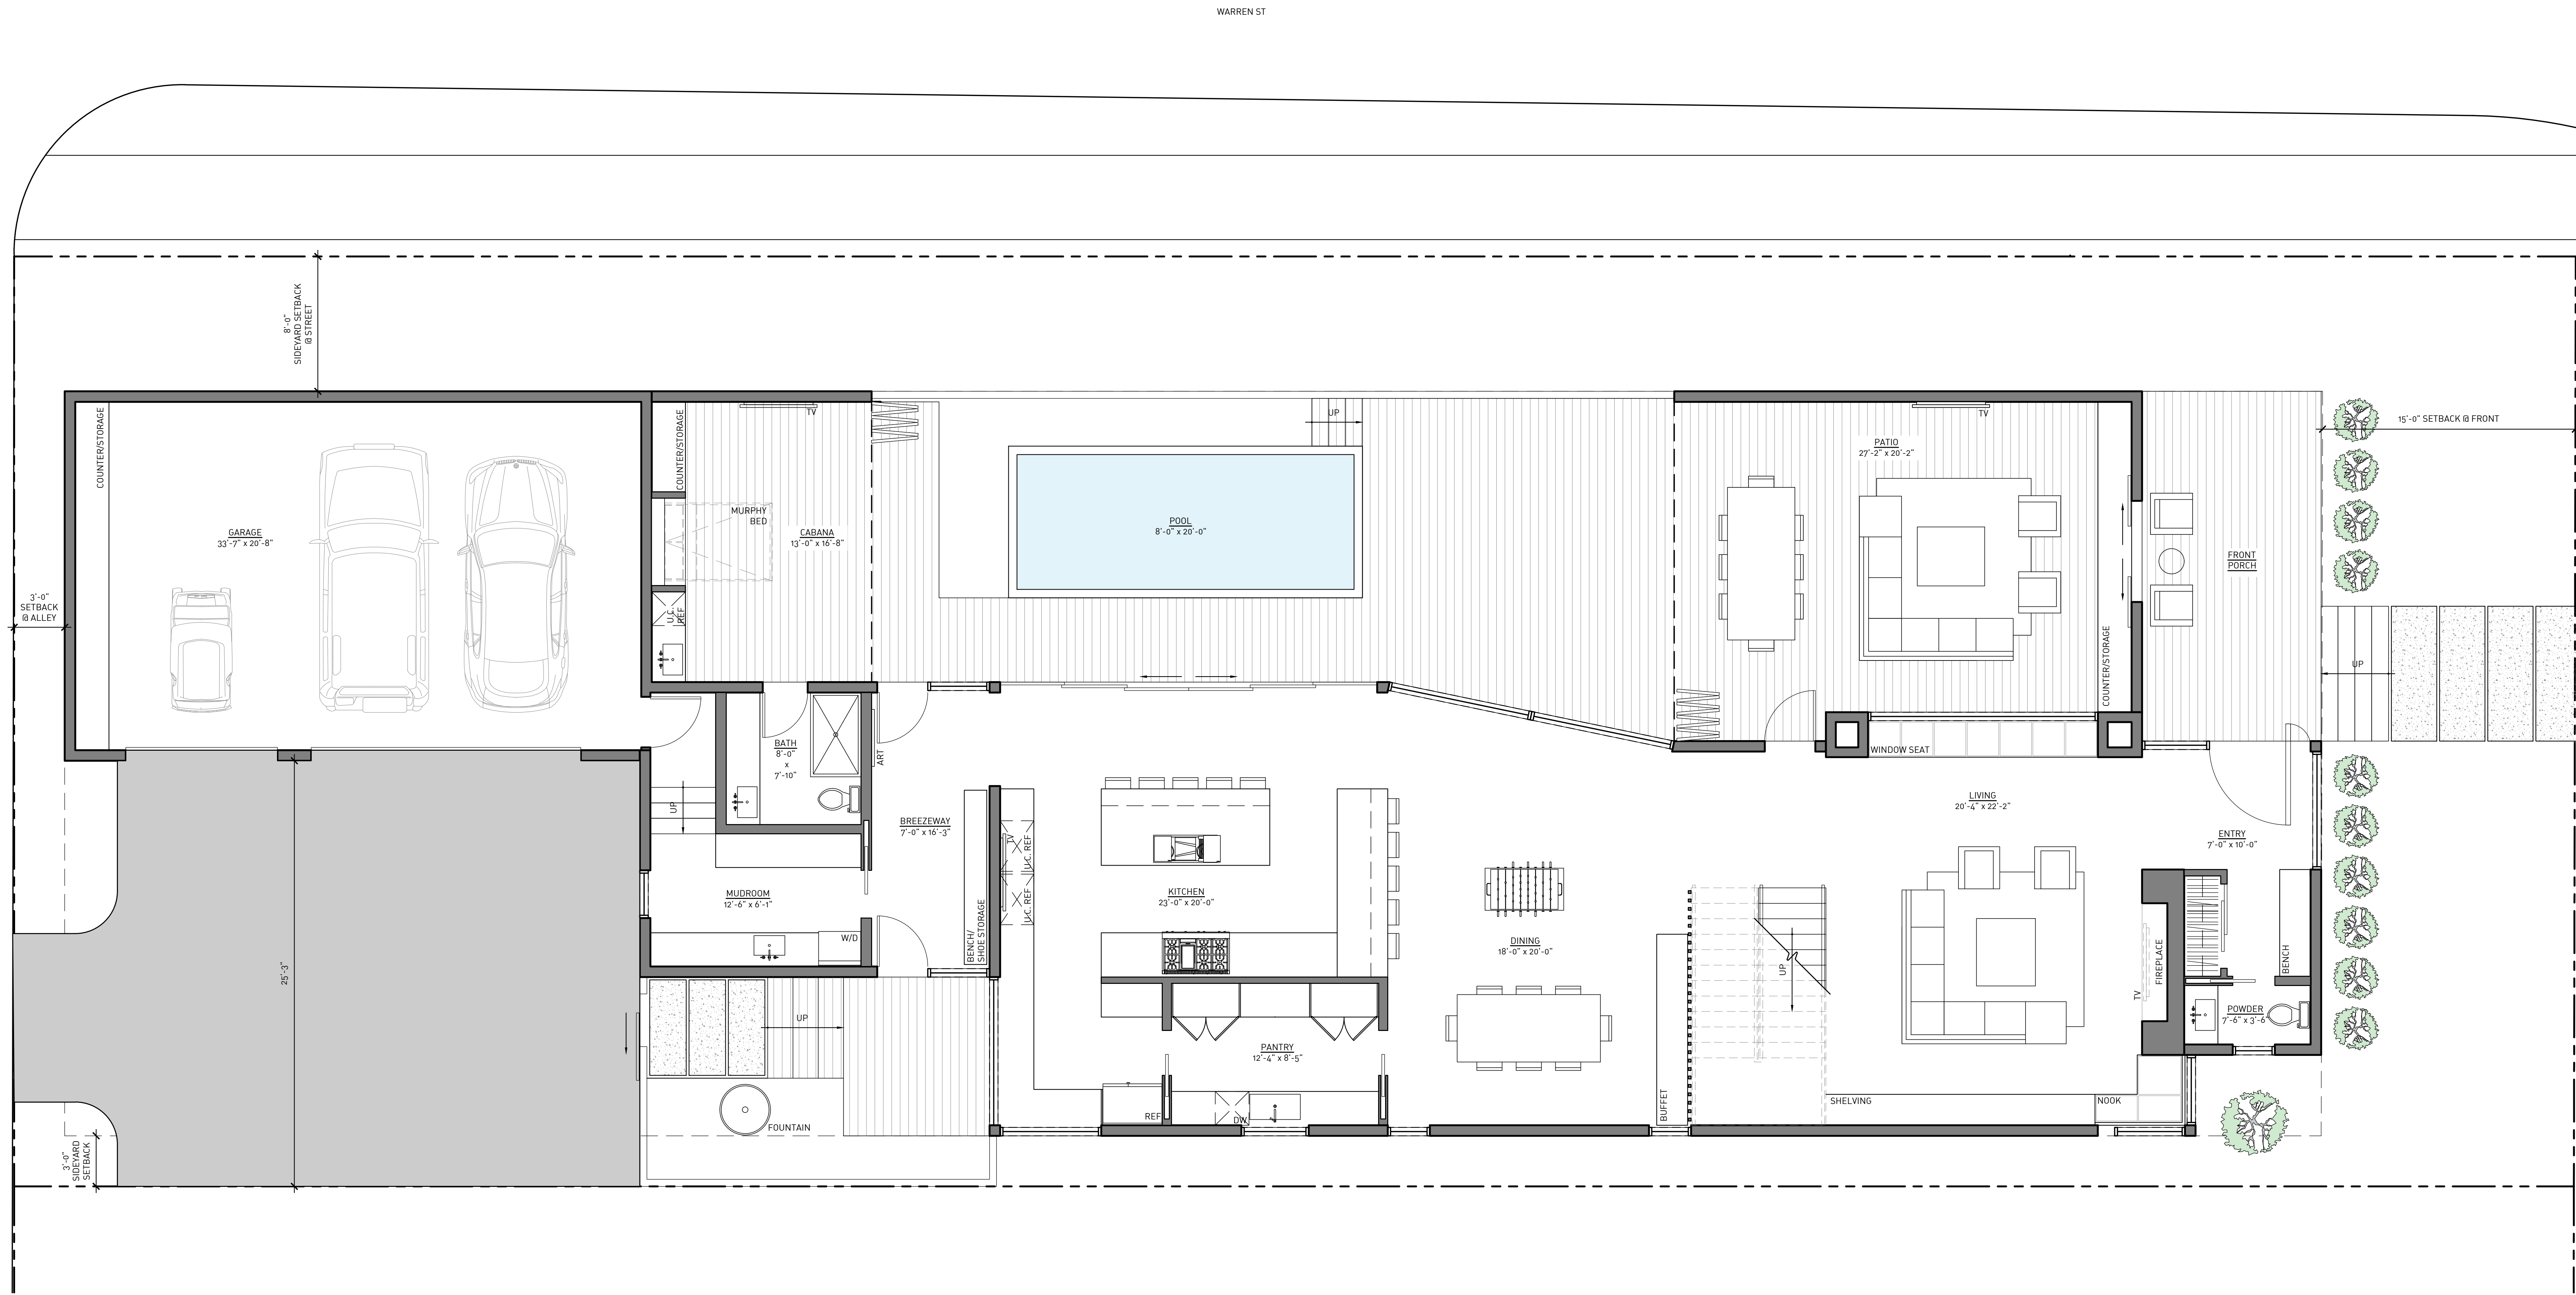 WARREN ST
8'-0"
SIDEYARD SETBACK
@ STREET
COUNTER/STORAGE
GARAGE
33'-7" x 20'-8"
3'-0"
SETBACK
@ ALLEY
25'-3"
3'-0"
SIDEYARD
SETBACK
COUNTER/STORAGE
TV
MURPHY
BED
CABANA
13'-0" x 16'-8"
U.C.
REF
UP
POOL
8'-0" x 20'-0"
TV
PATIO
27'-2" x 20'-2"
COUNTER/STORAGE
15'-0" SETBACK @ FRONT
FRONT
PORCH
UP
BATH
8'-0"
x
7'-10"
ART
UP
BREEZEWAY
7'-0" x 16'-3"
MUDROOM
12'-6" x 6'-1"
W/D
BENCH/
SHOE STORAGE
TV
U.C. REF
U.C. REF
KITCHEN
23'-0" x 20'-0"
PANTRY
12'-4" x 8'-5"
REF
DW
DINING
18'-0" x 20'-0"
BUFFET
UP
WINDOW SEAT
LIVING
20'-4" x 22'-2"
ENTRY
7'-0" x 10'-0"
TV
FIREPLACE
BENCH
POWDER
7'-6" x 3'-6
SHELVING
NOOK
UP
FOUNTAIN